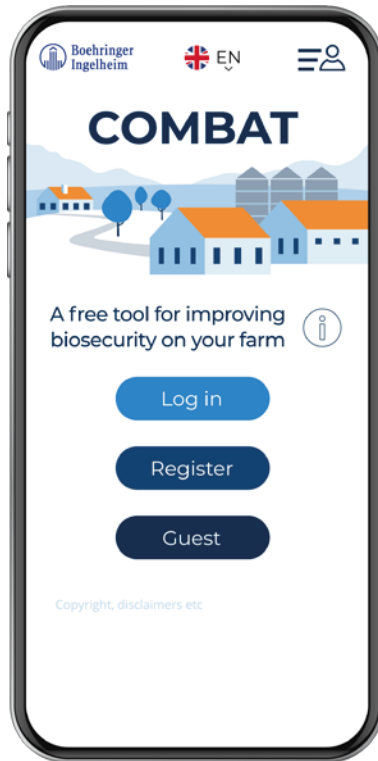 Boehringer
Ingelheim
EN
COMBAT
A free tool for improving
biosecurity on your farm
i
Log in
Register
Guest
Copyright, disclaimers etc